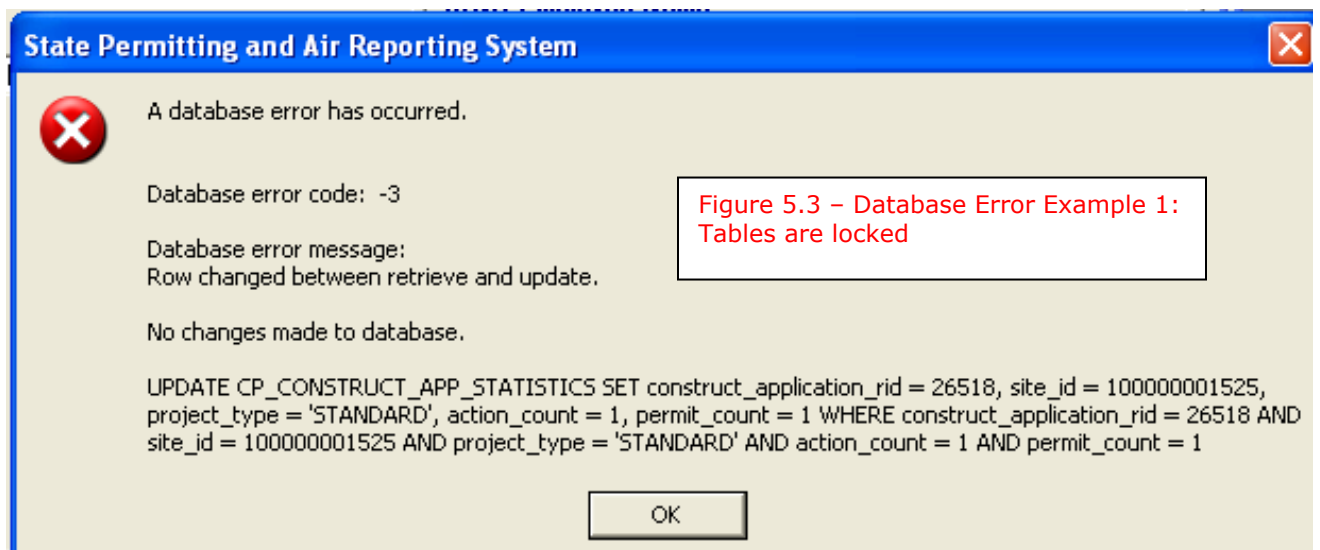 State Permitting and Air Reporting System
A database error has occurred.
Database error code: -3
Figure 5.3 – Database Error Example 1:
Tables are locked
Database error message:
Row changed between retrieve and update.
No changes made to database.
UPDATE CP_CONSTRUCT_APP_STATISTICS SET construct_application_rid = 26518, site_id = 100000001525,
project_type = 'STANDARD', action_count = 1, permit_count = 1 WHERE construct_application_rid = 26518 AND
site_id = 100000001525 AND project_type = 'STANDARD' AND action_count = 1 AND permit_count = 1
OK